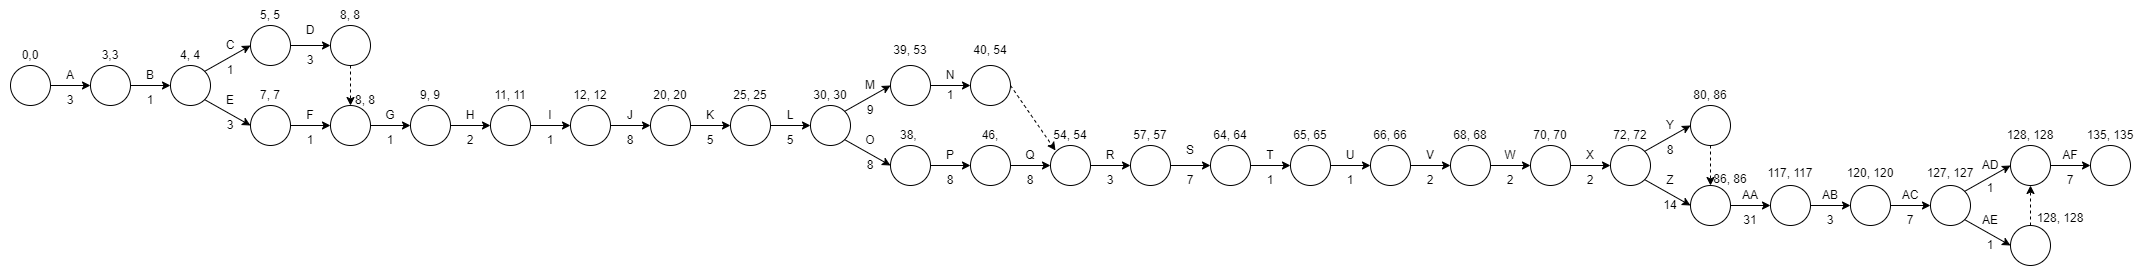 0,0
A
3
3,3
B
1
4, 4
C
1
5, 5
D
3
8, 8
E
3
7, 7
F
1
8, 8
G
1
9, 9
H
2
11, 11
I
1
12, 12
J
8
20, 20
K
5
25, 25
L
5
30, 30
M
9
39, 53
N
1
40, 54
O
8
38,
P
8
46,
Q
8
54, 54
R
3
57, 57
S
7
64, 64
T
1
65, 65
U
1
66, 66
V
2
68, 68
W
2
70, 70
X
2
72, 72
Y
8
80, 86
Z
14
86, 86
AA
31
117, 117
AB
3
120, 120
AC
7
127, 127
AD
1
128, 128
AE
1
128, 128
AF
7
135, 135